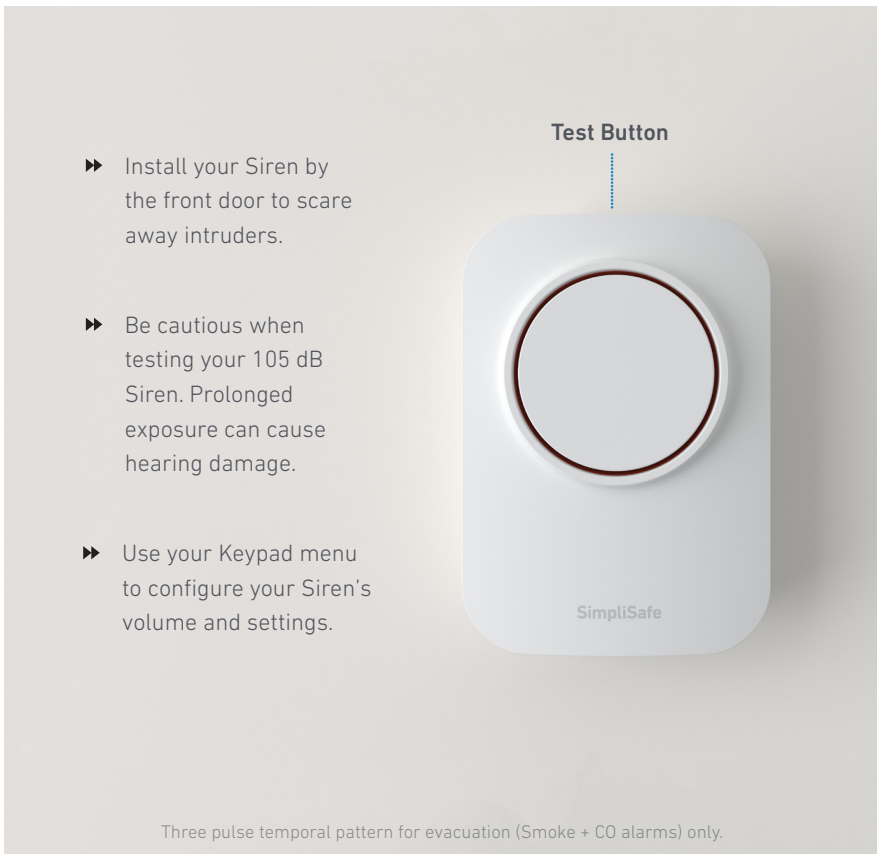 Test Button
Install your Siren by
the front door to scare
away intruders.
Be cautious when
testing your 105 dB
Siren. Prolonged
exposure can cause
hearing damage.
Use your Keypad menu
to configure your Siren’s
volume and settings.
SimpliSafe
Three pulse temporal pattern for evacuation (Smoke + CO alarms) only.